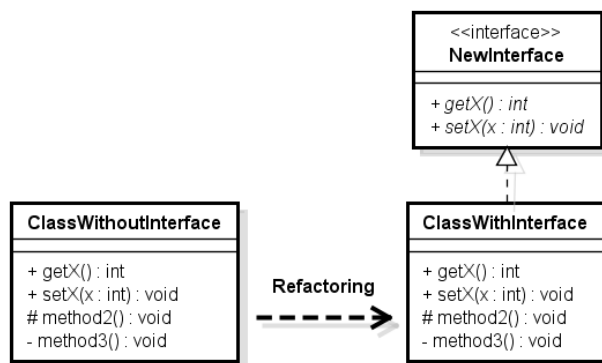 <<interface>>
NewInterface
+ getX() : int
+ setX(x : int) : void
ClassWithoutInterface
+ getX() : int
+ setX(x : int) : void
# method2() : void
- method3() : void
Refactoring
ClassWithInterface
+ getX() : int
+ setX(x : int) : void
# method2() : void
- method3() : void